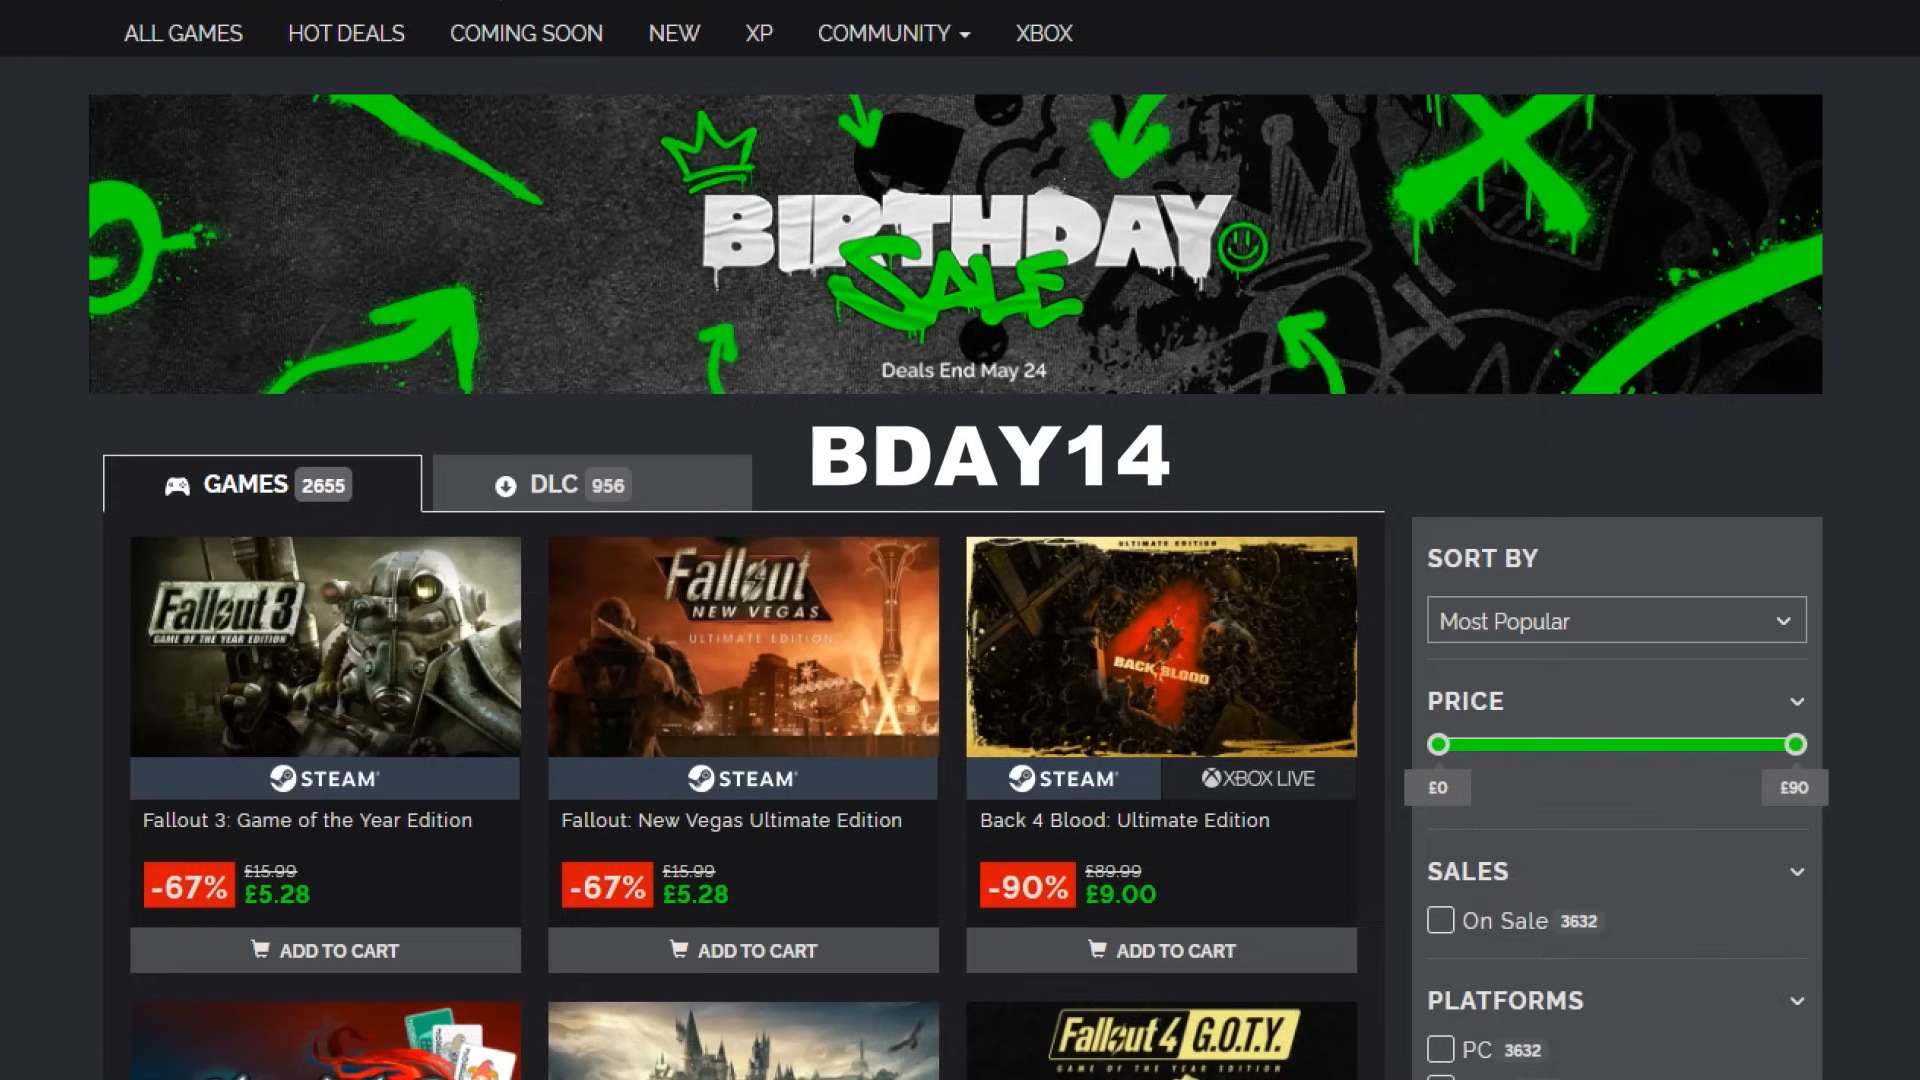 ALL GAMES HOT DEALS COMING SOON NEW XP COMMUNITY XBOX
BIRTHDAY
SALE
Deals End May 24
BDAY14
GAMES 2655 DLC 956
Fallout 3
GAME OF THE YEAR EDITION
STEAM
Fallout 3: Game of the Year Edition
-67% £15.99
£5.28
ADD TO CART
Fallout
NEW VEGAS
ULTIMATE EDITION
STEAM
Fallout: New Vegas Ultimate Edition
-67% £15.99
£5.28
ADD TO CART
ULTIMATE EDITION
4
BACK BLOOD
STEAM XBOX LIVE
Back 4 Blood: Ultimate Edition
-90% £89.99
£9.00
ADD TO CART
Fallout 4 G.O.T.Y.
GAME OF THE YEAR EDITION
SORT BY
Most Popular
PRICE
£0 £90
SALES
On Sale 3632
PLATFORMS
PC 3632